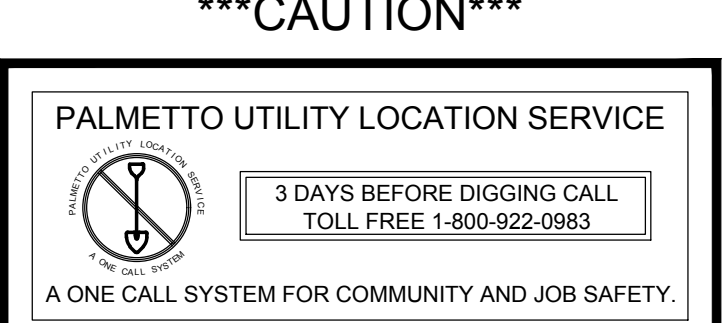 ***CAUTION***
PALMETTO UTILITY LOCATION SERVICE
PALMETTO UTILITY LOCATION SERVICE
A ONE CALL SYSTEM
3 DAYS BEFORE DIGGING CALL
TOLL FREE 1-800-922-0983
A ONE CALL SYSTEM FOR COMMUNITY AND JOB SAFETY.